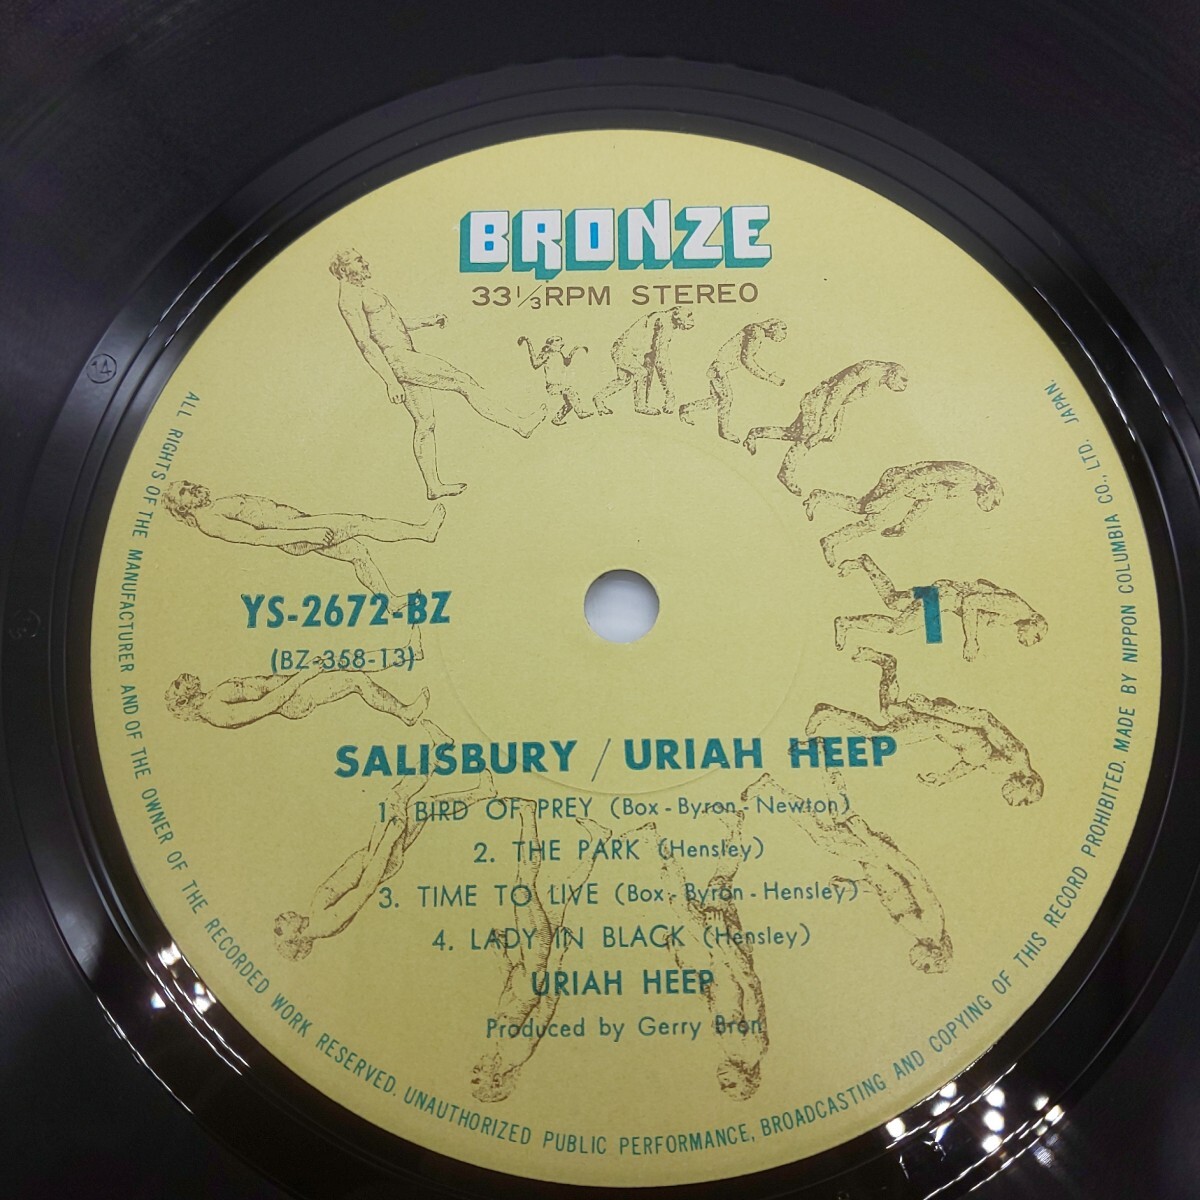 BRONZE
33⅓ RPM STEREO
YS-2672-BZ
(BZ-358-13)
1
SALISBURY / URIAH HEEP
1. BIRD OF PREY (Box - Byron - Newton)
2. THE PARK (Hensley)
3. TIME TO LIVE (Box - Byron - Hensley)
4. LADY IN BLACK (Hensley)
URIAH HEEP
Produced by Gerry Bron
ALL RIGHTS OF THE MANUFACTURER AND OF THE OWNER OF THE RECORDED WORK RESERVED. UNAUTHORIZED PUBLIC PERFORMANCE, BROADCASTING AND COPYING OF THIS RECORD PROHIBITED. MADE BY NIPPON COLUMBIA CO., LTD. JAPAN.
14